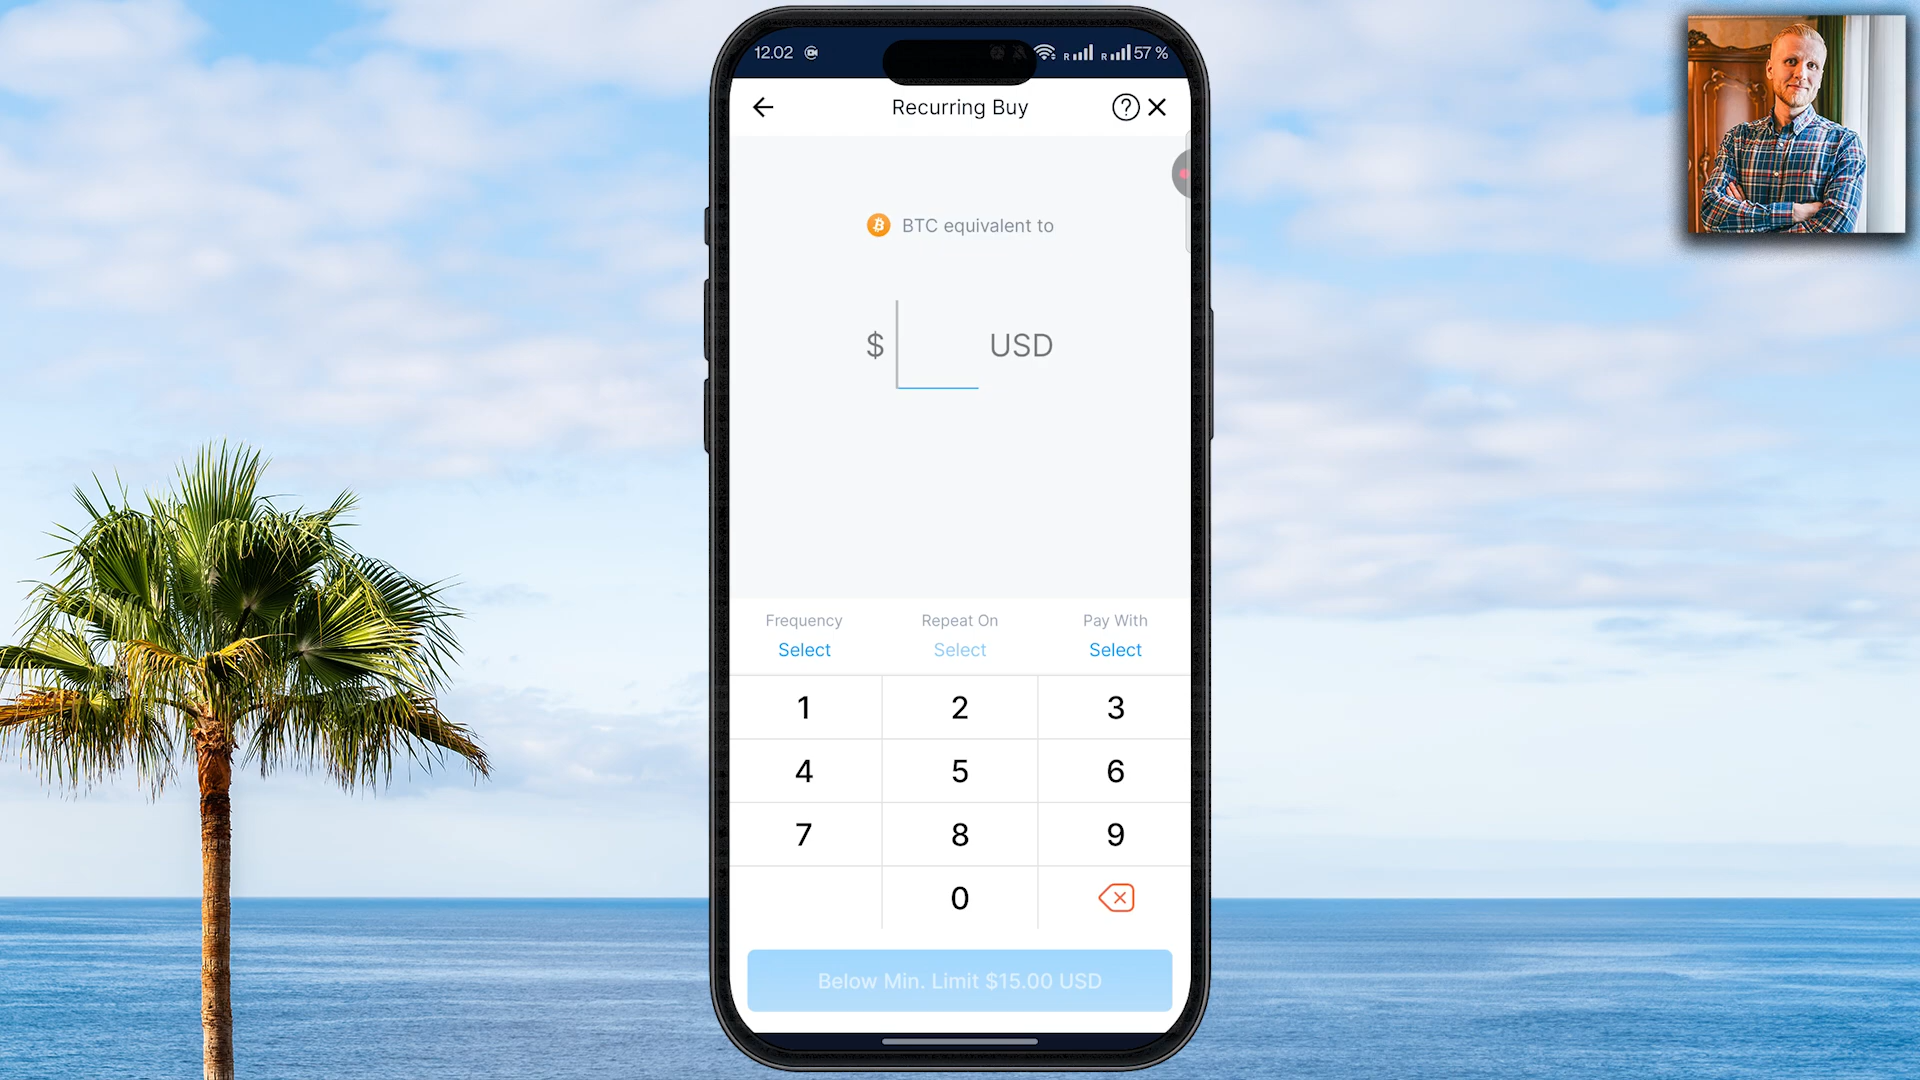 12.02 R R 57 %
Recurring Buy
BTC equivalent to
$ USD
Frequency Repeat On Pay With
Select Select Select
1 2 3
4 5 6
7 8 9
0
Below Min. Limit $15.00 USD